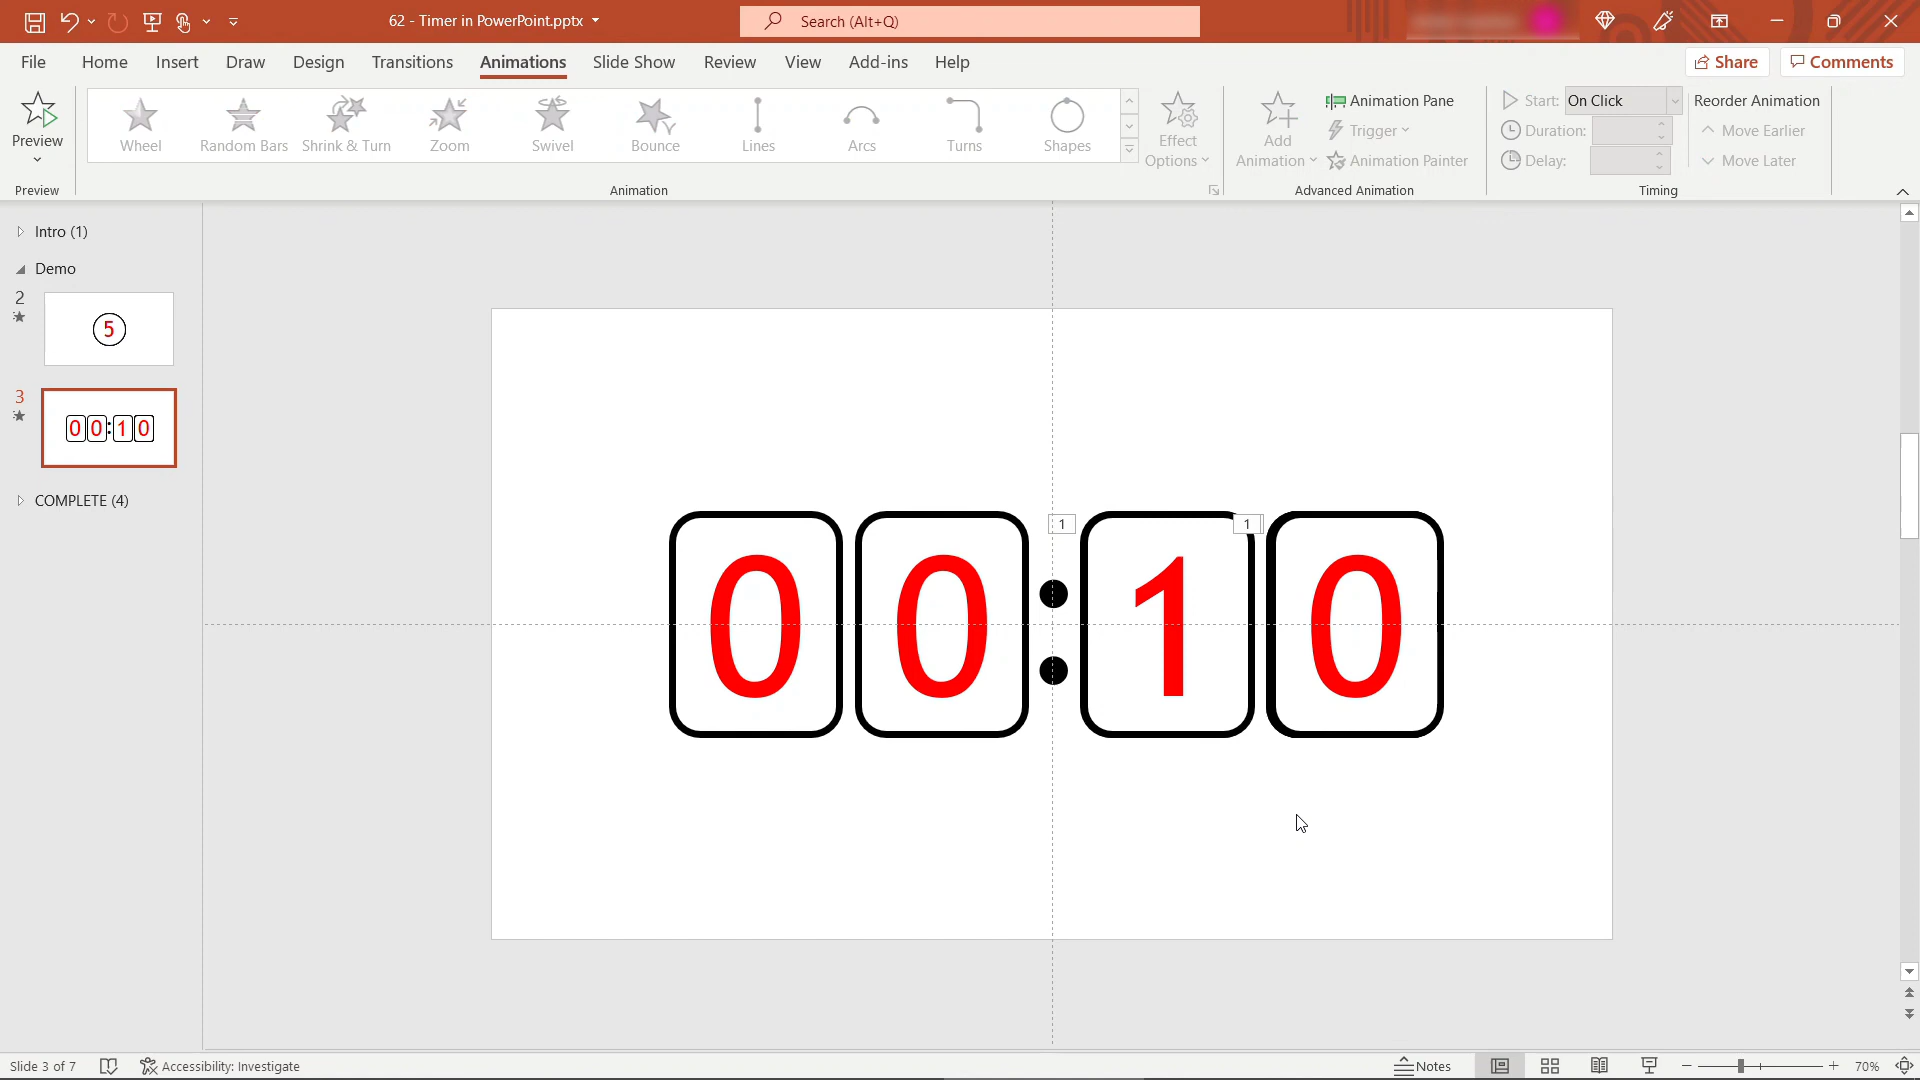 62 - Timer in PowerPoint.pptx
Search (Alt+Q)
File Home Insert Draw Design Transitions Animations Slide Show Review View Add-ins Help
Share Comments
Preview
Wheel Random Bars Shrink & Turn Zoom Swivel Bounce Lines Arcs Turns Shapes
Effect Options
Add Animation
Animation Pane
Trigger
Animation Painter
Start: On Click
Duration:
Delay:
Reorder Animation
Move Earlier
Move Later
Preview Animation Advanced Animation Timing
Intro (1)
Demo
2
5
3
00:10
COMPLETE (4)
1 1
00:10
Slide 3 of 7
Accessibility: Investigate
Notes
70%